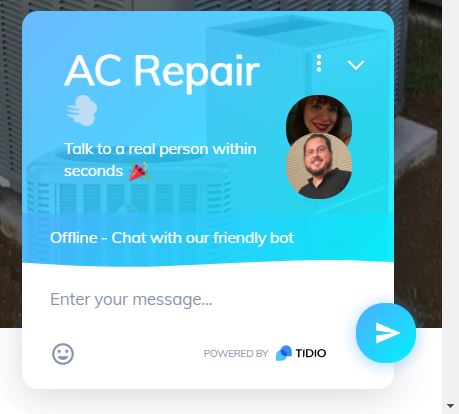 AC Repair
💨
Talk to a real person within
seconds 🎉
Offline - Chat with our friendly bot
Enter your message...
POWERED BY TIDIO